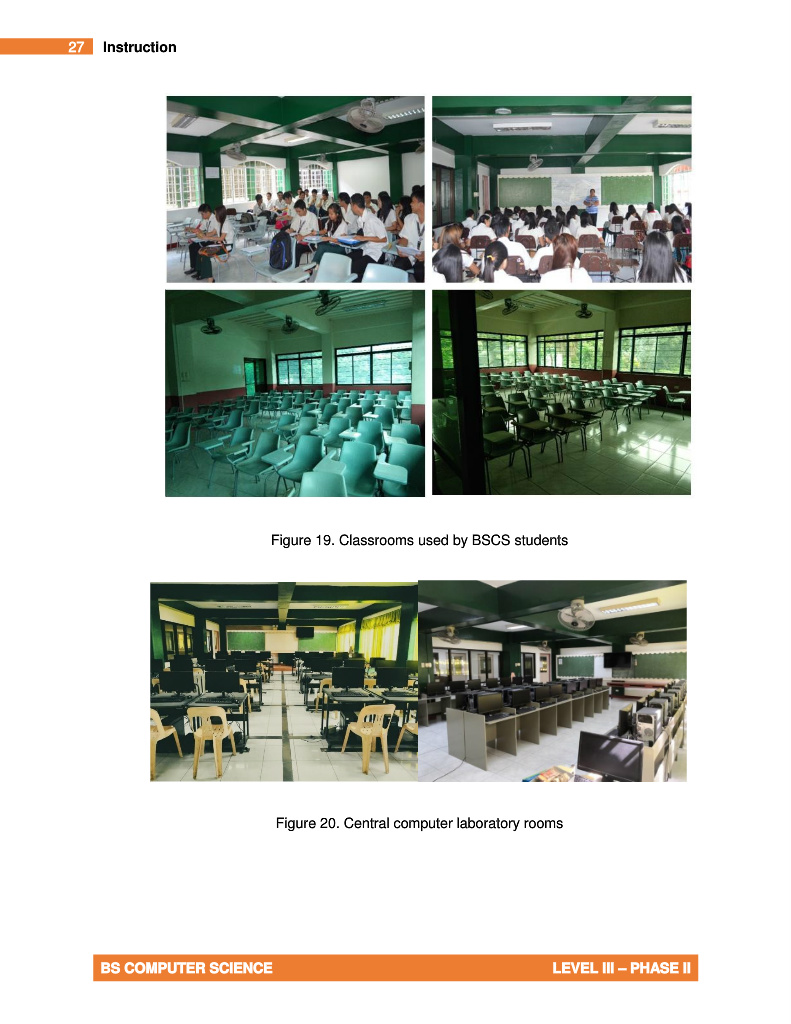 27 Instruction
Figure 19. Classrooms used by BSCS students
Figure 20. Central computer laboratory rooms
BS COMPUTER SCIENCE LEVEL III – PHASE II